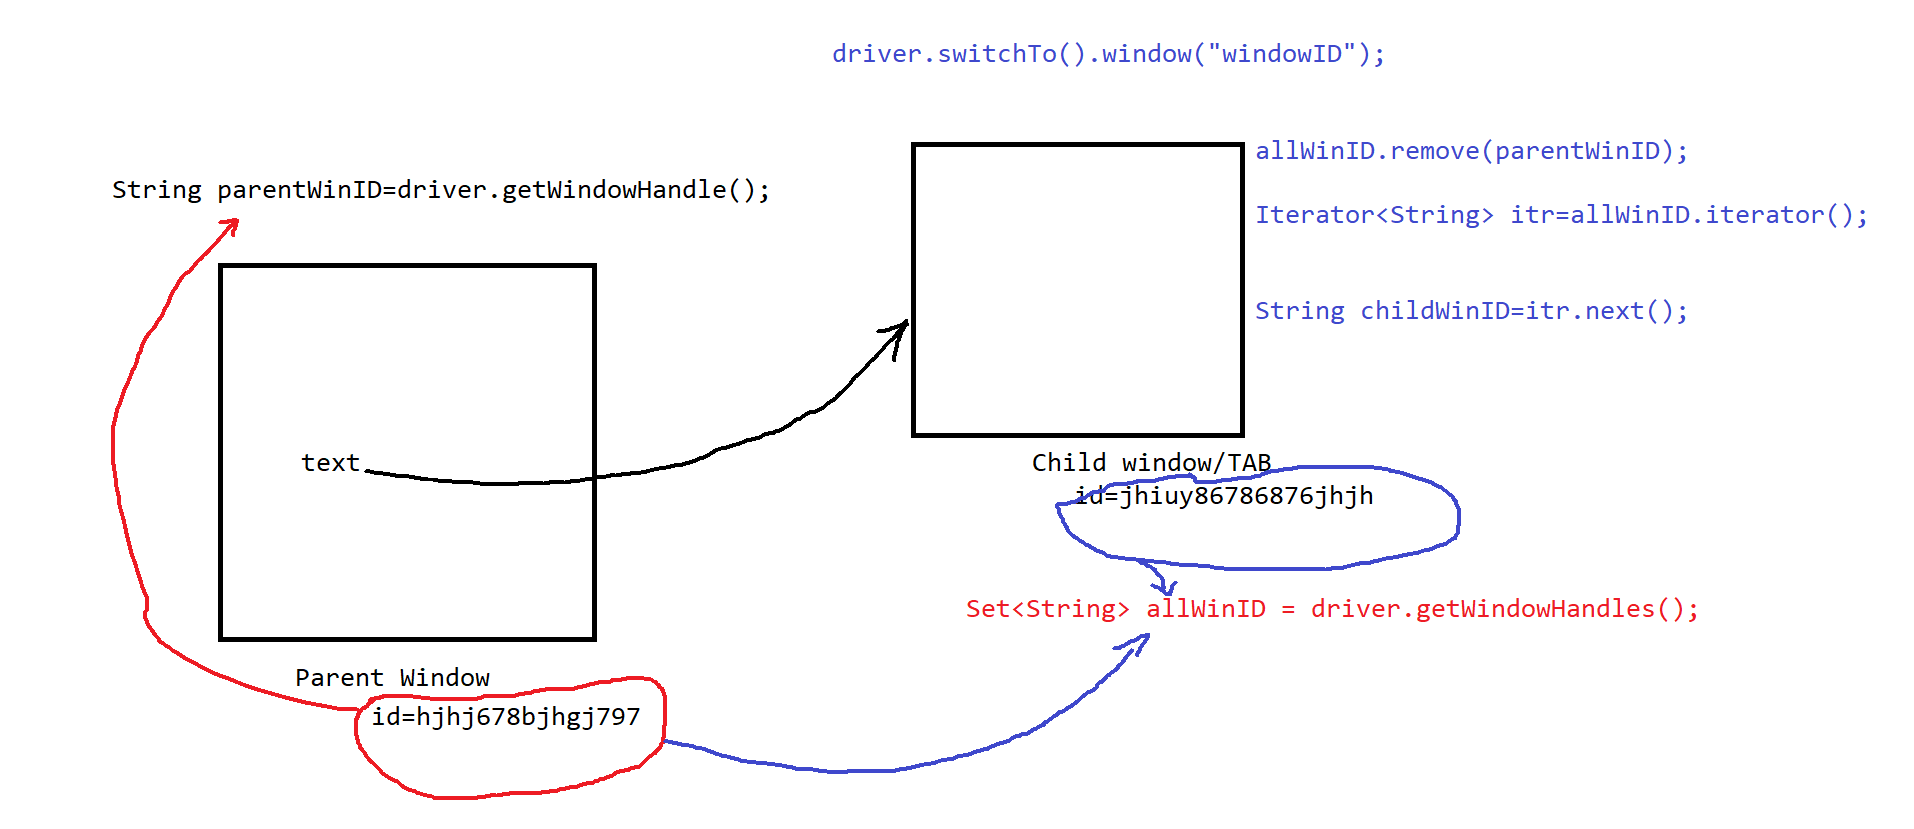 driver.switchTo().window("windowID");
String parentWinID=driver.getWindowHandle();
allWinID.remove(parentWinID);
Iterator<String> itr=allWinID.iterator();
String childWinID=itr.next();
text
Child window/TAB
id=jhiuy86786876jhjh
Set<String> allWinID = driver.getWindowHandles();
Parent Window
id=hjhj678bjhgj797